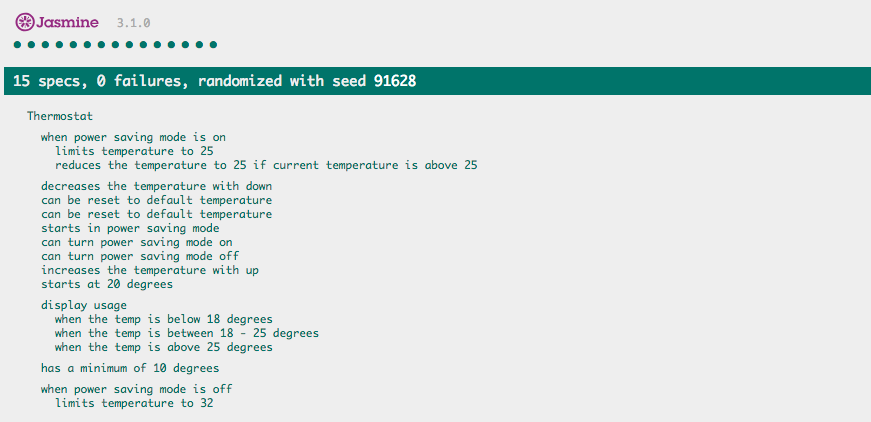 Jasmine 3.1.0
15 specs, 0 failures, randomized with seed 91628
Thermostat
when power saving mode is on
limits temperature to 25
reduces the temperature to 25 if current temperature is above 25
decreases the temperature with down
can be reset to default temperature
can be reset to default temperature
starts in power saving mode
can turn power saving mode on
can turn power saving mode off
increases the temperature with up
starts at 20 degrees
display usage
when the temp is below 18 degrees
when the temp is between 18 - 25 degrees
when the temp is above 25 degrees
has a minimum of 10 degrees
when power saving mode is off
limits temperature to 32